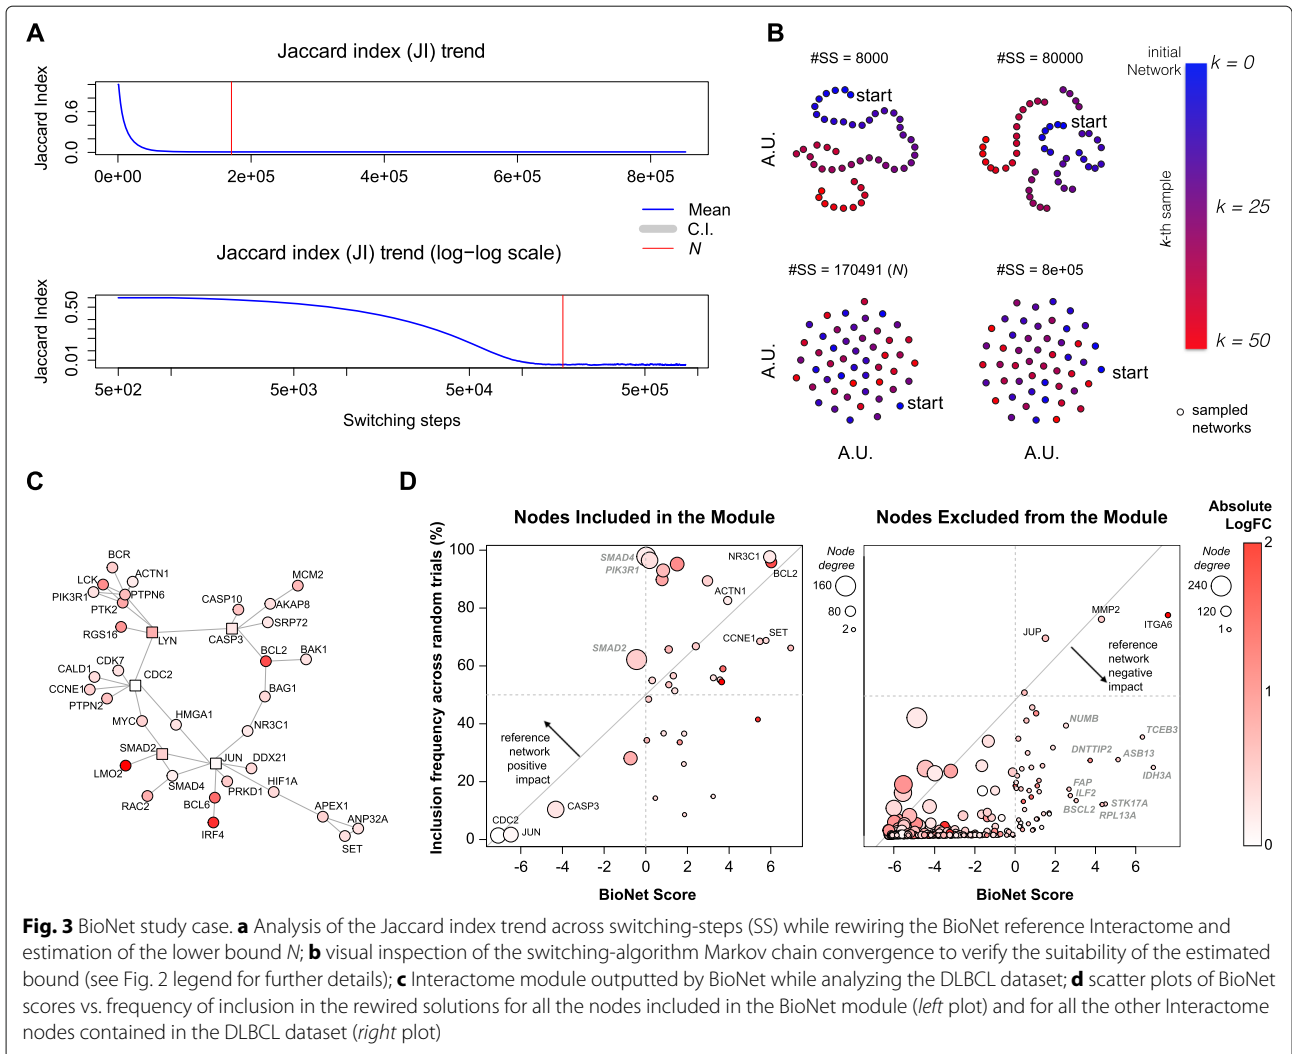 A
Jaccard index (JI) trend
Jaccard Index
0.6
0.0
0e+00 2e+05 4e+05 6e+05 8e+05
Mean
C.I.
N
Jaccard index (JI) trend (log−log scale)
Jaccard Index
0.50
0.01
5e+02 5e+03 5e+04 5e+05
Switching steps
B
#SS = 8000
start
#SS = 80000
start
A.U.
#SS = 170491 (N)
start
#SS = 8e+05
start
A.U.
A.U. A.U.
initial
Network
k = 0
k-th sample
k = 25
k = 50
sampled
networks
C
BCR
LCK
ACTN1
PIK3R1
PTPN6
PTK2
RGS16
LYN
CASP10
MCM2
AKAP8
SRP72
CASP3
BCL2
BAK1
CALD1
CDK7
CDC2
CCNE1
PTPN2
BAG1
MYC
HMGA1
NR3C1
SMAD2
JUN
DDX21
LMO2
SMAD4
PRKD1
HIF1A
RAC2
BCL6
IRF4
APEX1
ANP32A
SET
D
Nodes Included in the Module
Inclusion frequency across random trials (%)
100
80
60
40
20
0
SMAD4
PIK3R1
NR3C1
BCL2
ACTN1
CCNE1
SET
SMAD2
reference
network
positive
impact
CASP3
CDC2
JUN
-6 -4 -2 0 2 4 6
BioNet Score
Node
degree
160
80
2
Nodes Excluded from the Module
MMP2
ITGA6
JUP
reference
network
negative
impact
NUMB
TCEB3
DNTTIP2
ASB13
IDH3A
FAP
ILF2
BSCL2
STK17A
RPL13A
-6 -4 -2 0 2 4 6
BioNet Score
Node
degree
240
120
1
Absolute
LogFC
2
1
0
Fig. 3 BioNet study case. a Analysis of the Jaccard index trend across switching-steps (SS) while rewiring the BioNet reference Interactome and
estimation of the lower bound N; b visual inspection of the switching-algorithm Markov chain convergence to verify the suitability of the estimated
bound (see Fig. 2 legend for further details); c Interactome module outputted by BioNet while analyzing the DLBCL dataset; d scatter plots of BioNet
scores vs. frequency of inclusion in the rewired solutions for all the nodes included in the BioNet module (left plot) and for all the other Interactome
nodes contained in the DLBCL dataset (right plot)